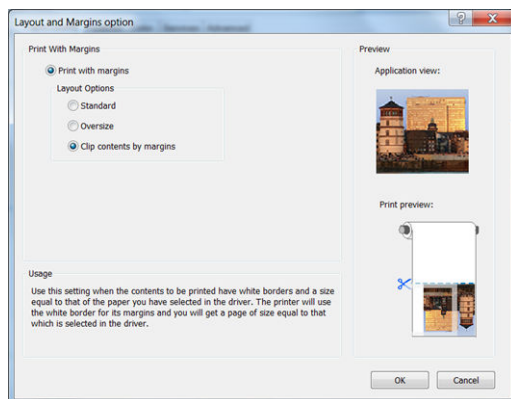 Layout and Margins option
Print With Margins
Print with margins
Layout Options
Standard
Oversize
Clip contents by margins
Usage
Use this setting when the contents to be printed have white borders and a size
equal to that of the paper you have selected in the driver. The printer will use
the white border for its margins and you will get a page of size equal to that
which is selected in the driver.
Preview
Application view:
Print preview:
OK
Cancel